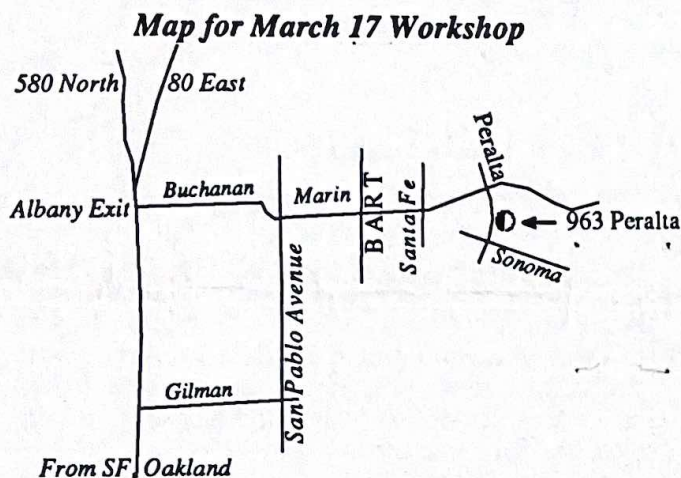 Map for March 17 Workshop
580 North
80 East
Peralta
Buchanan
Marin
BART
Santa Fe
Albany Exit
963 Peralta
Sonoma
San Pablo Avenue
Gilman
From SF, Oakland